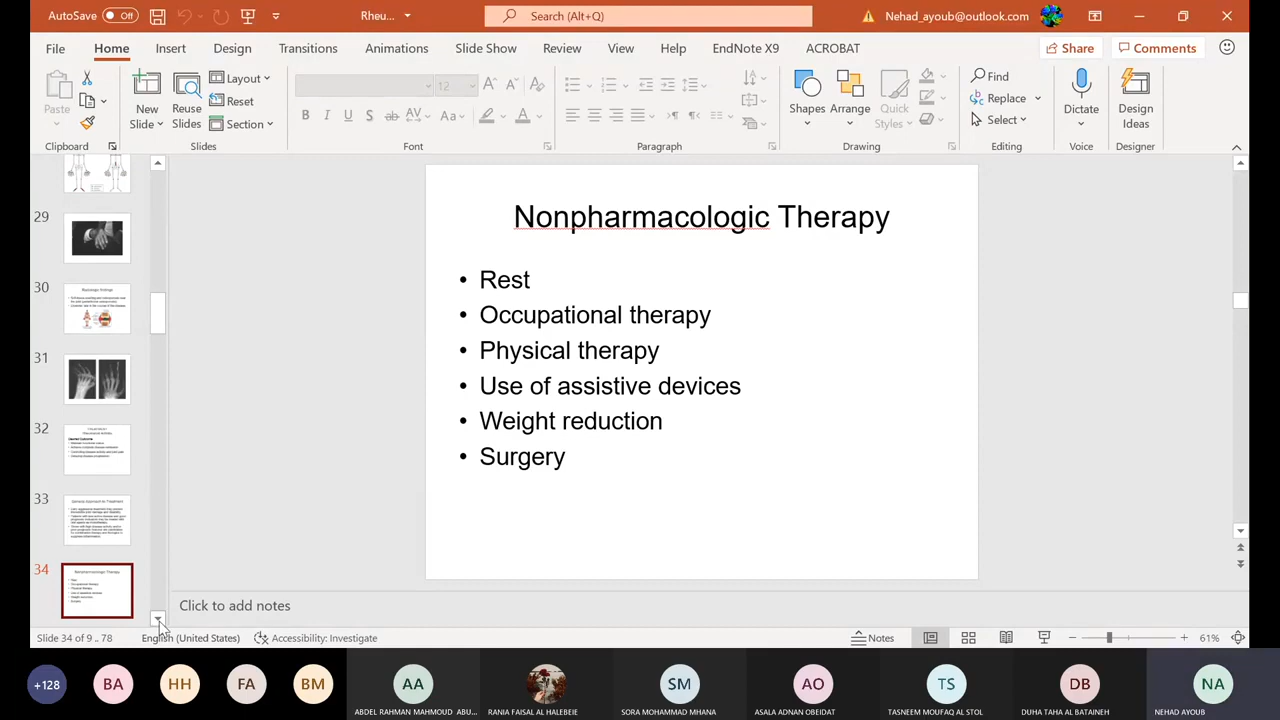 AutoSave Off Rheu... Search (Alt+Q) Nehad_ayoub@outlook.com
File Home Insert Design Transitions Animations Slide Show Review View Help EndNote X9 ACROBAT Share Comments
Paste New Slide Reuse Slides Layout Reset Section 12 Shapes Arrange Quick Styles Find Replace Select Dictate Design Ideas
B I U S ab AV Aa A
Clipboard Slides Font Paragraph Drawing Editing Voice Designer
29
30
31
32
33
34
Nonpharmacologic Therapy
• Rest
• Occupational therapy
• Physical therapy
• Use of assistive devices
• Weight reduction
• Surgery
Click to add notes
Slide 34 of 9 .. 78 English (United States) Accessibility: Investigate Notes 61%
+128 BA HH FA BM AA SM AO TS DB NA
ABDEL RAHMAN MAHMOUD ABU... RANIA FAISAL AL HALEBEIE SORA MOHAMMAD MHANA ASALA ADNAN OBEIDAT TASNEEM MOUFAQ AL STOL DUHA TAHA AL BATAINEH NEHAD AYOUB